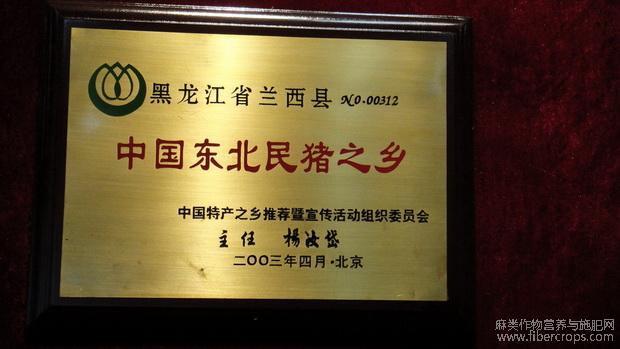 黑龙江省兰西县 NO.00312
中国东北民猪之乡
中国特产之乡推荐暨宣传活动组织委员会
主任 楊汝岱
二〇〇三年四月·北京
麻类作物营养与施肥网
www.fibercrops.com